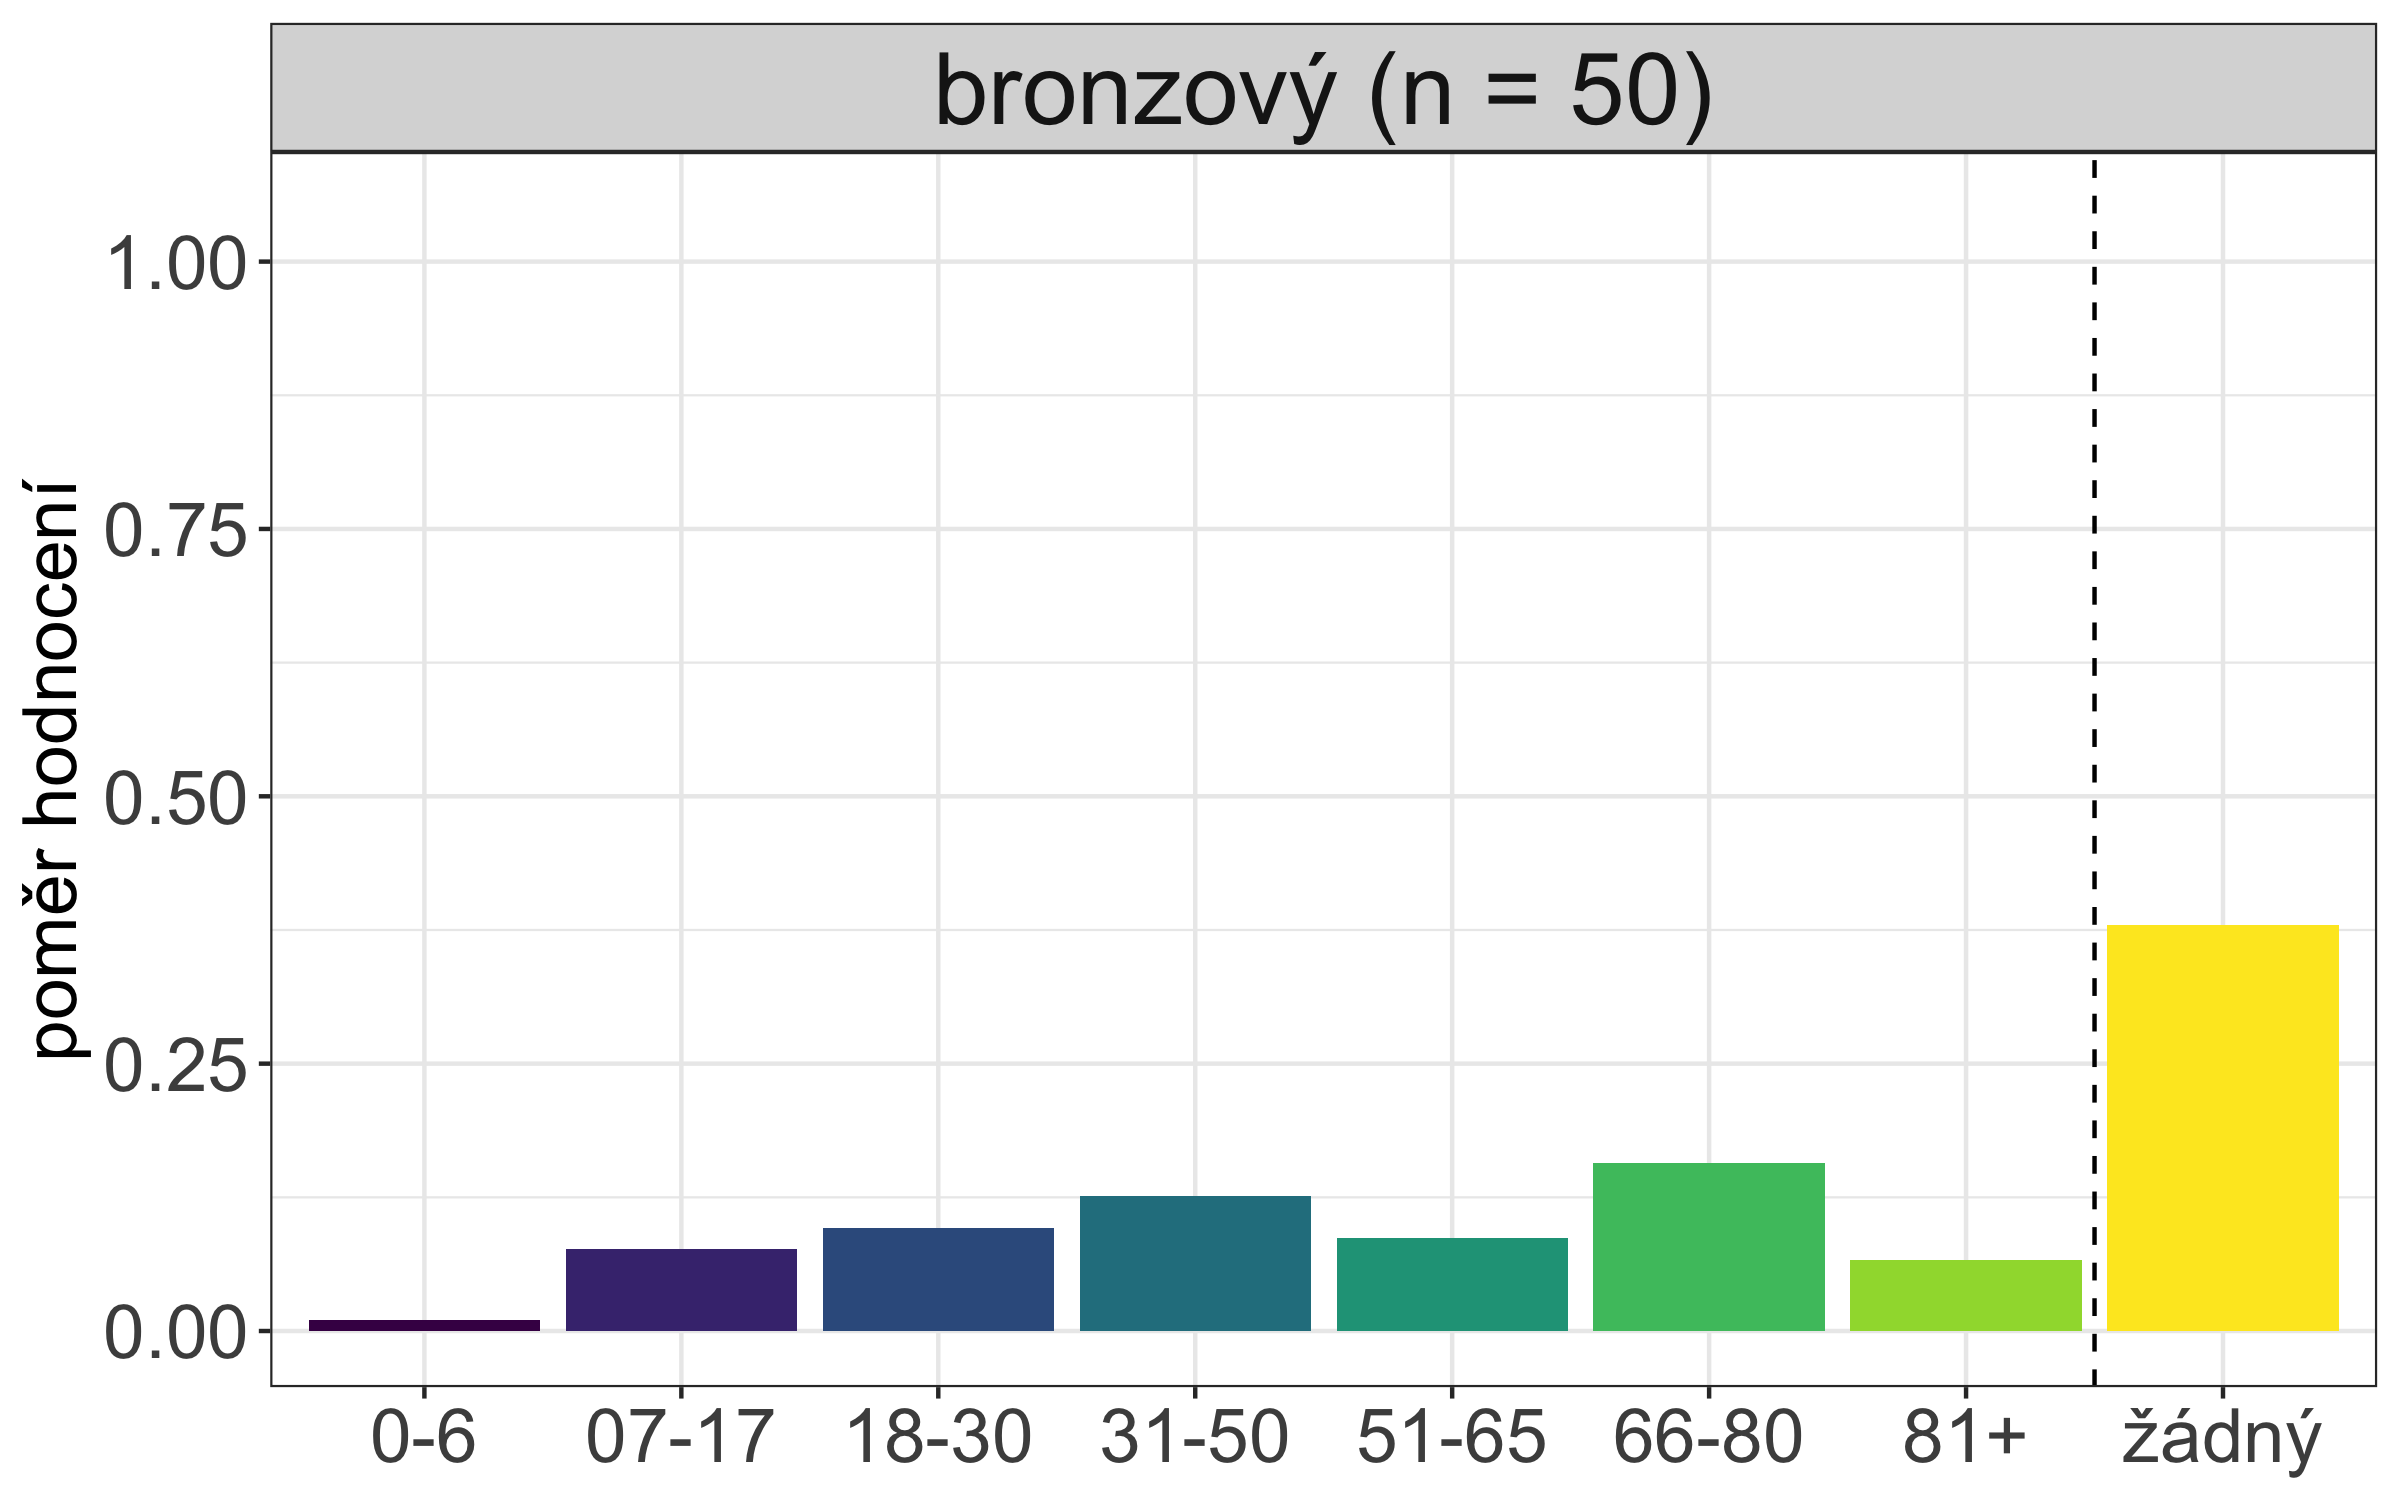 bronzový (n = 50)
poměr hodnocení
1.00
0.75
0.50
0.25
0.00
0-6 07-17 18-30 31-50 51-65 66-80 81+ žádný